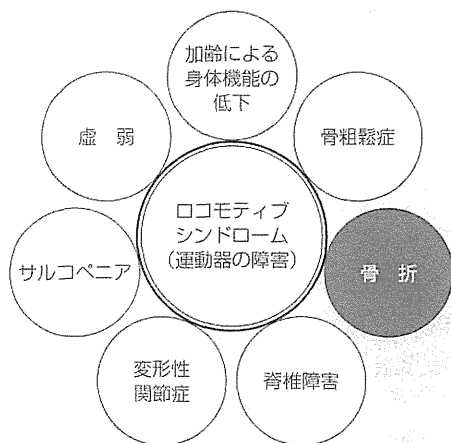 加齢による
身体機能の
低下
骨粗鬆症
骨 折
脊椎障害
変形性
関節症
サルコペニア
虚 弱
ロコモティブ
シンドローム
(運動器の障害)